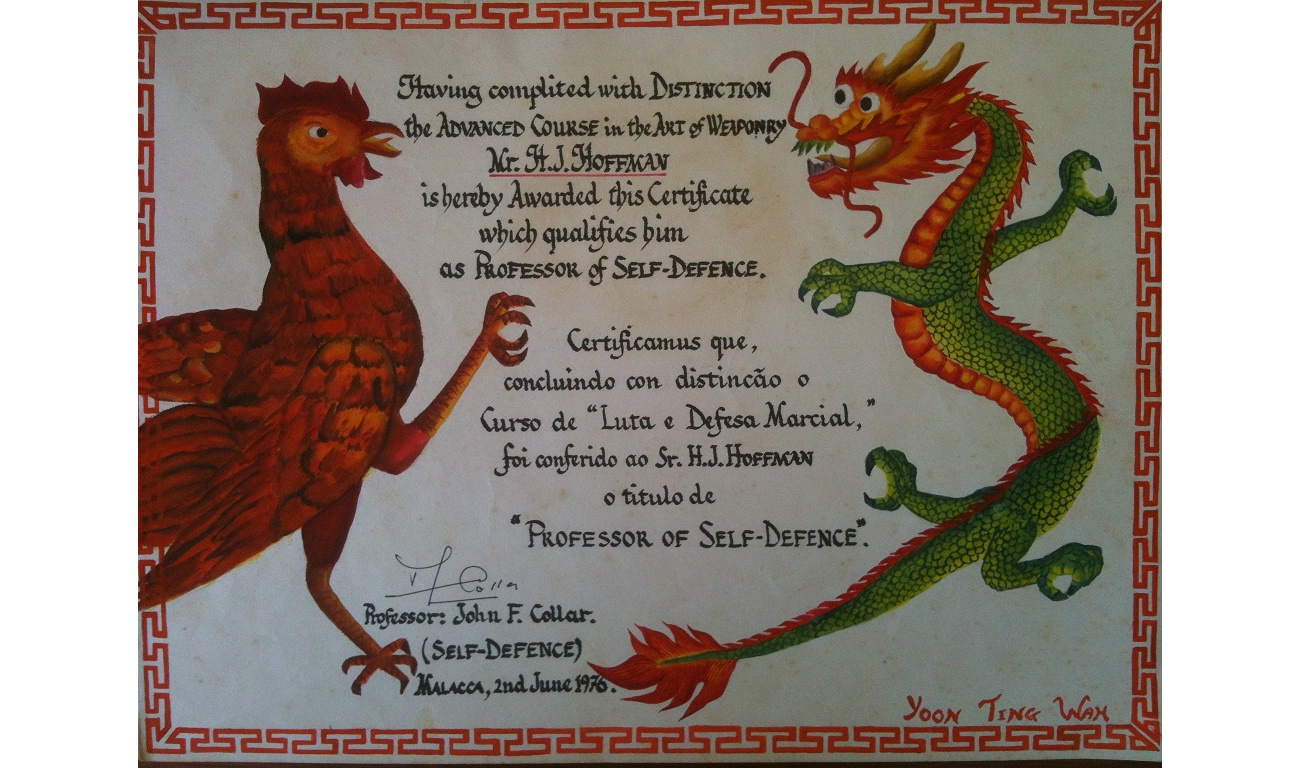 Having complited with DISTINCTION
the ADVANCED COURSE in the ART of WEAPONRY
Mr. H.J. HOFFMAN
is hereby Awarded this Certificate
which qualifies him
as PROFESSOR of SELF-DEFENCE.
Certificamus que,
concluindo con distincão o
Curso de “Luta e Defesa Marcial,”
foi conferido ao Sr. H.J. HOFFMAN
o titulo de
“PROFESSOR OF SELF-DEFENCE”.
Professor: John F. Collar.
(SELF-DEFENCE)
MALACCA, 2nd June 1976.
YOON TING WAH